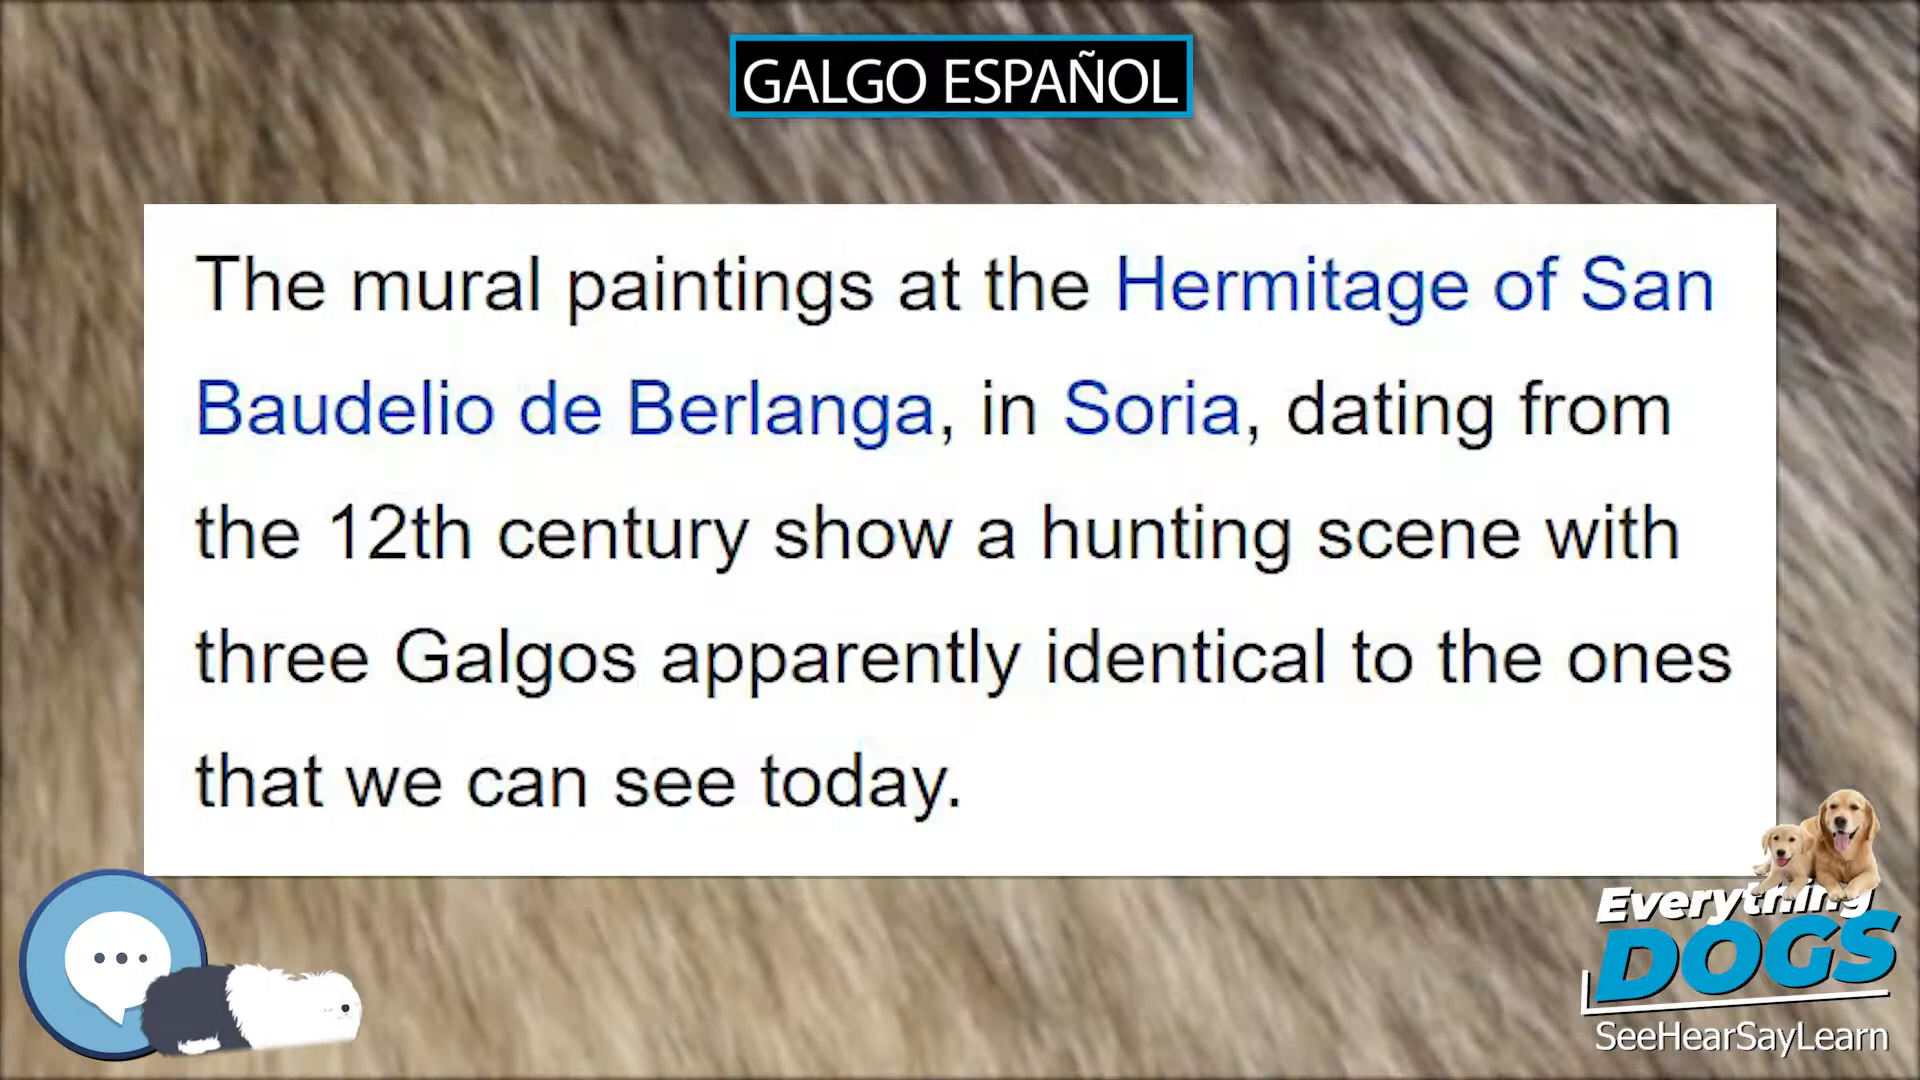 GALGO ESPAÑOL
The mural paintings at the Hermitage of San
Baudelio de Berlanga, in Soria, dating from
the 12th century show a hunting scene with
three Galgos apparently identical to the ones
that we can see today.
Everything
DOGS
SeeHearSayLearn